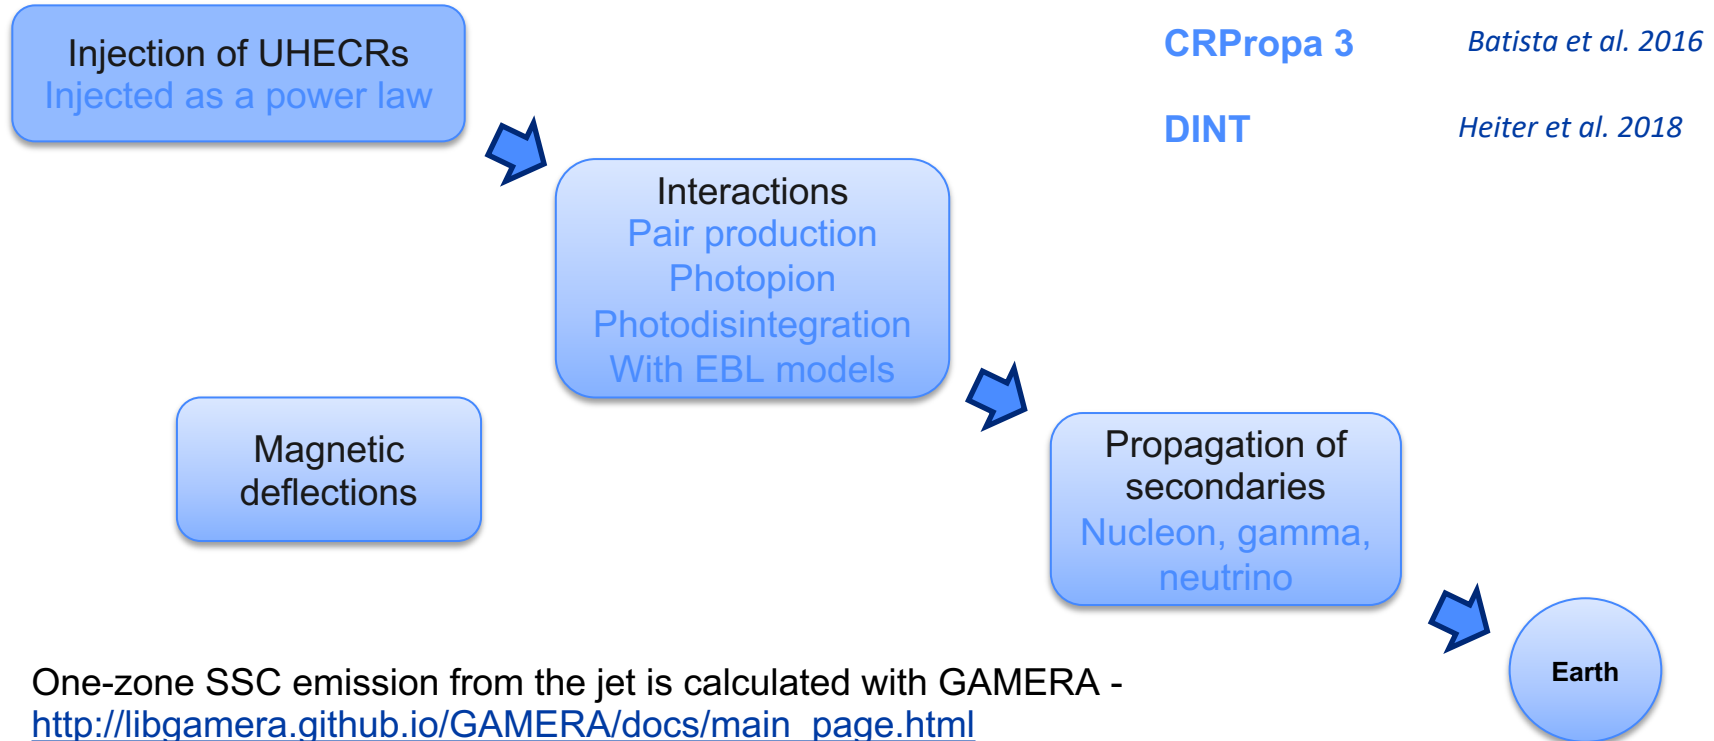 Injection of UHECRs
Injected as a power law
CRPropa 3
Batista et al. 2016
DINT
Heiter et al. 2018
Interactions
Pair production
Photopion
Photodisintegration
With EBL models
Magnetic
deflections
Propagation of
secondaries
Nucleon, gamma,
neutrino
Earth
One-zone SSC emission from the jet is calculated with GAMERA -
http://libgamera.github.io/GAMERA/docs/main_page.html